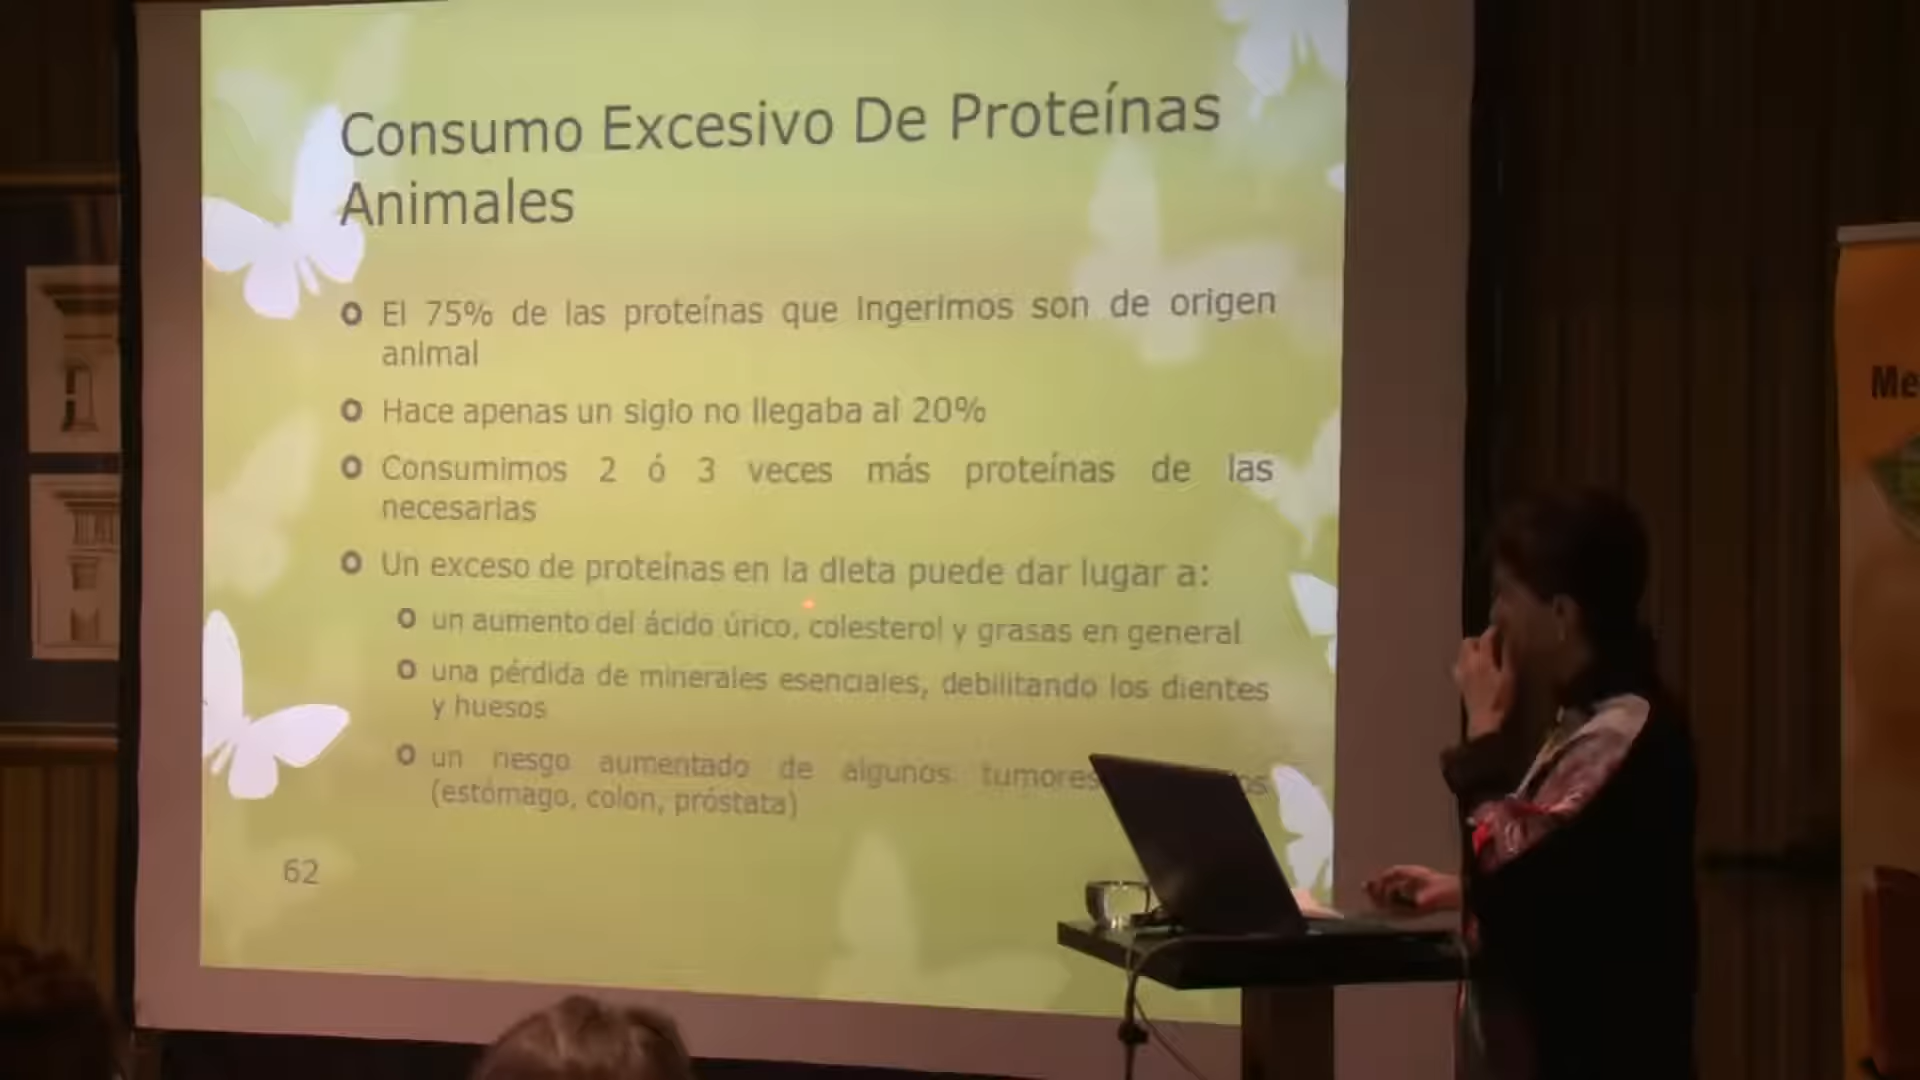 Consumo Excesivo De Proteínas
Animales
El 75% de las proteínas que ingerimos son de origen
animal
Hace apenas un siglo no llegaba al 20%
Consumimos 2 ó 3 veces más proteínas de las
necesarias
Un exceso de proteínas en la dieta puede dar lugar a:
un aumento del ácido úrico, colesterol y grasas en general
una pérdida de minerales esenciales, debilitando los dientes
y huesos
un riesgo aumentado de algunos tumores
(estómago, colon, próstata)
62
Me